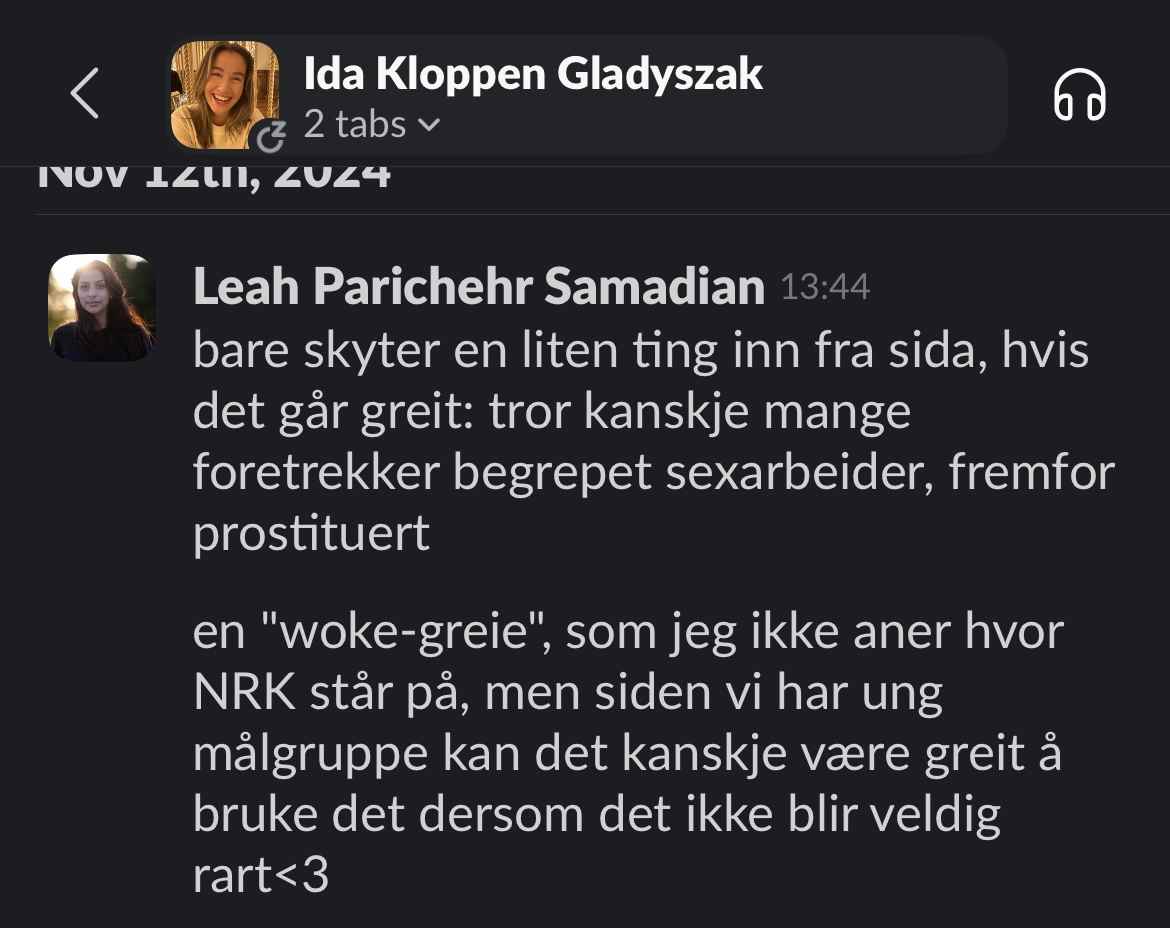 Ida Kloppen Gladyszak
2 tabs
Nov 12th, 2024
Leah Parichehr Samadian 13:44
bare skyter en liten ting inn fra sida, hvis
det går greit: tror kanskje mange
foretrekker begrepet sexarbeider, fremfor
prostituert
en "woke-greie", som jeg ikke aner hvor
NRK står på, men siden vi har ung
målgruppe kan det kanskje være greit å
bruke det dersom det ikke blir veldig
rart<3